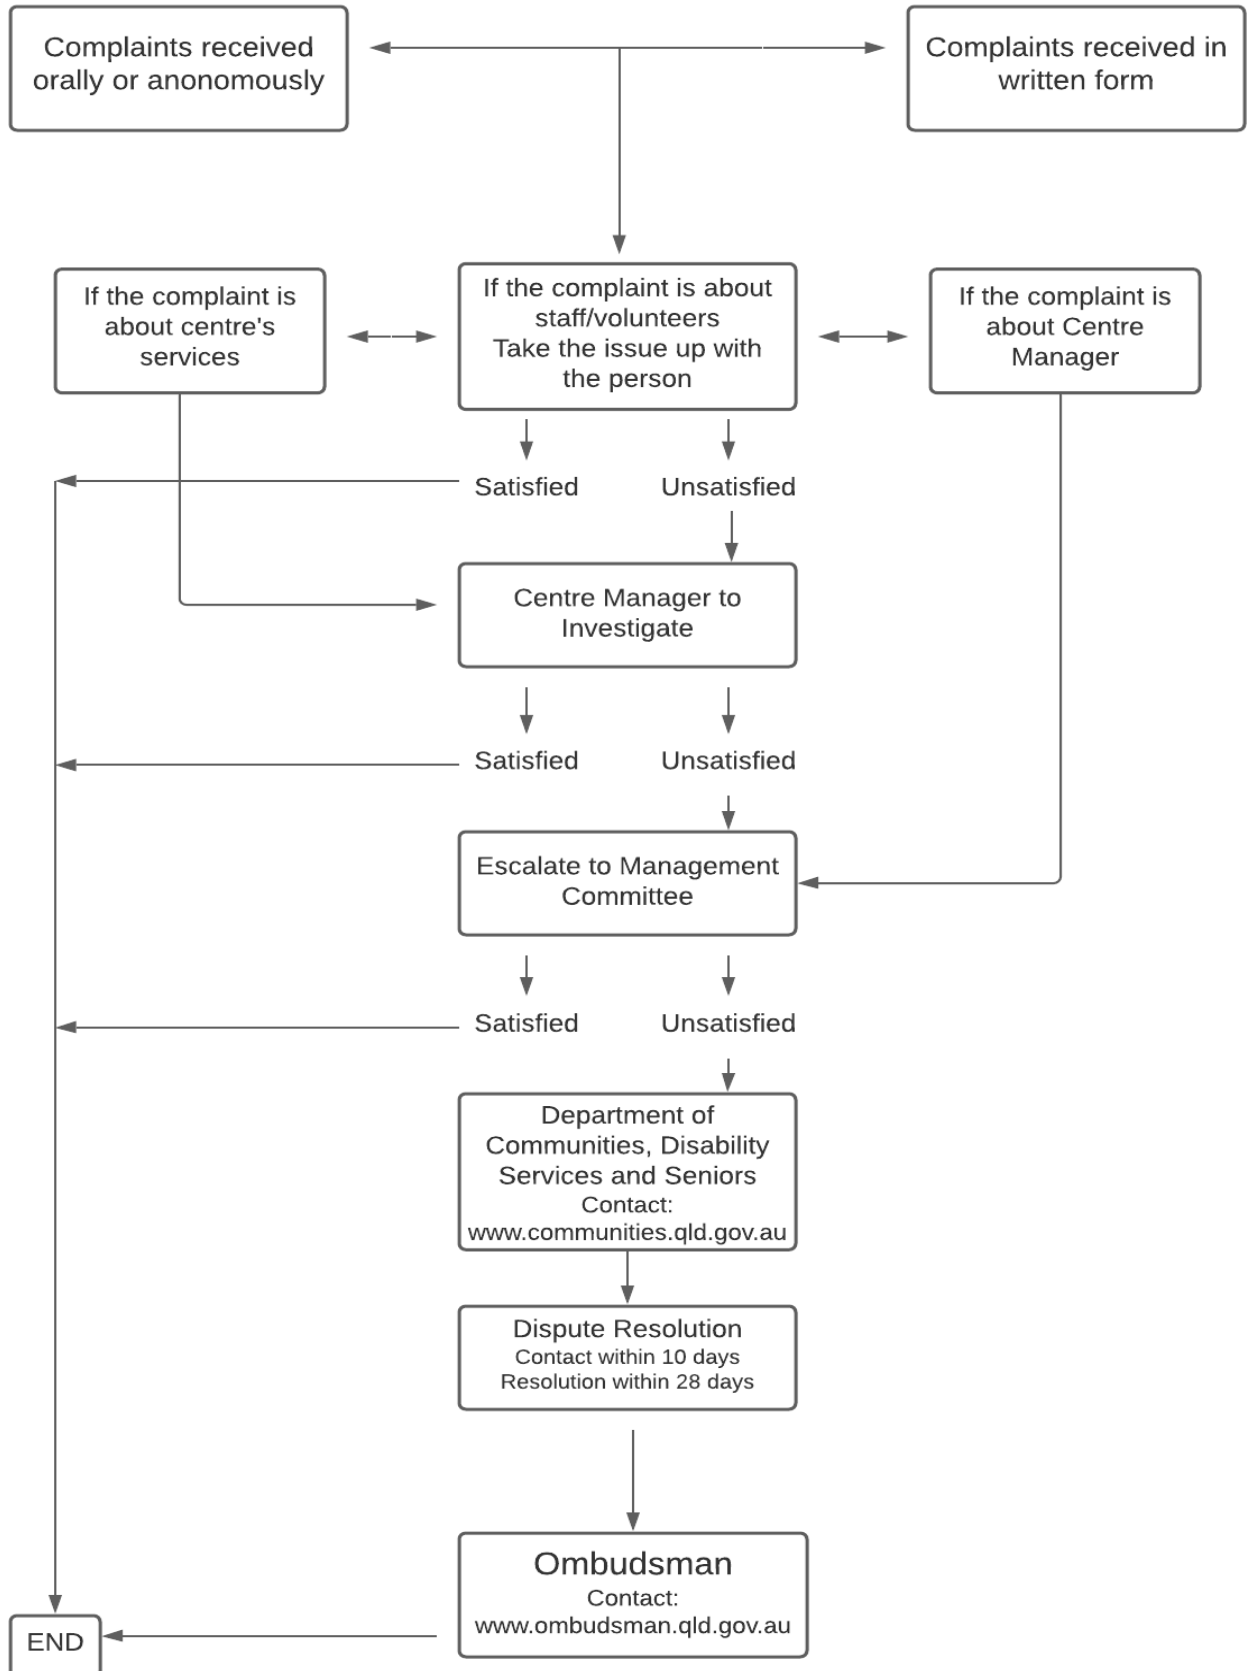 Complaints received
orally or anonomously
Complaints received in
written form
If the complaint is
about centre's
services
If the complaint is about
staff/volunteers
Take the issue up with
the person
If the complaint is
about Centre
Manager
Satisfied
Unsatisfied
Centre Manager to
Investigate
Satisfied
Unsatisfied
Escalate to Management
Committee
Satisfied
Unsatisfied
Department of
Communities, Disability
Services and Seniors
Contact:
www.communities.qld.gov.au
Dispute Resolution
Contact within 10 days
Resolution within 28 days
Ombudsman
Contact:
www.ombudsman.qld.gov.au
END